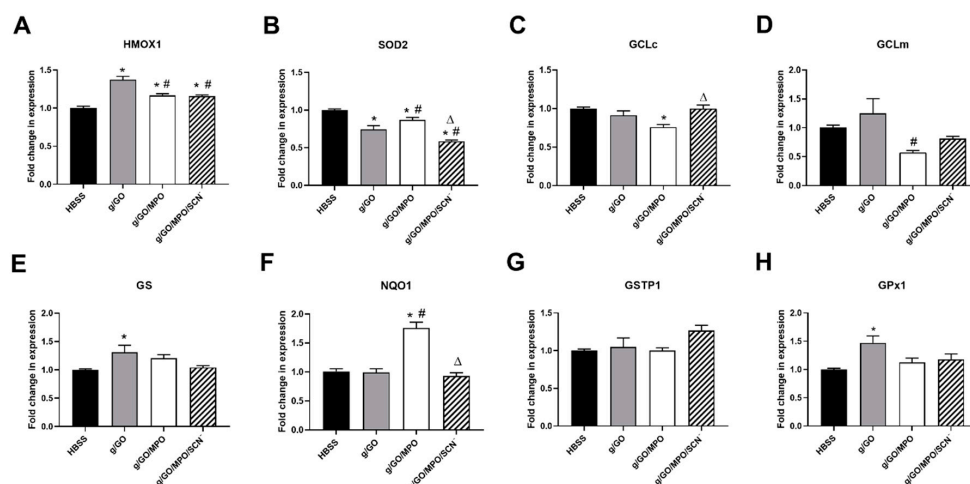 A
HMOX1
Fold change in expression
1.5
1.0
0.5
0.0
*
* #
* #
HBSS
g/GO
g/GO/MPO
g/GO/MPO/SCN⁻
B
SOD2
Fold change in expression
1.5
1.0
0.5
0.0
*
* #
Δ
* #
HBSS
g/GO
g/GO/MPO
g/GO/MPO/SCN⁻
C
GCLc
Fold change in expression
1.5
1.0
0.5
0.0
*
Δ
HBSS
g/GO
g/GO/MPO
g/GO/MPO/SCN⁻
D
GCLm
Fold change in expression
2.0
1.5
1.0
0.5
0.0
#
HBSS
g/GO
g/GO/MPO
g/GO/MPO/SCN⁻
E
GS
Fold change in expression
2.0
1.5
1.0
0.5
0.0
*
HBSS
g/GO
g/GO/MPO
g/GO/MPO/SCN⁻
F
NQO1
Fold change in expression
2.0
1.5
1.0
0.5
0.0
* #
Δ
HBSS
g/GO
g/GO/MPO
g/GO/MPO/SCN⁻
G
GSTP1
Fold change in expression
1.5
1.0
0.5
0.0
HBSS
g/GO
g/GO/MPO
g/GO/MPO/SCN⁻
H
GPx1
Fold change in expression
2.0
1.5
1.0
0.5
0.0
*
HBSS
g/GO
g/GO/MPO
g/GO/MPO/SCN⁻